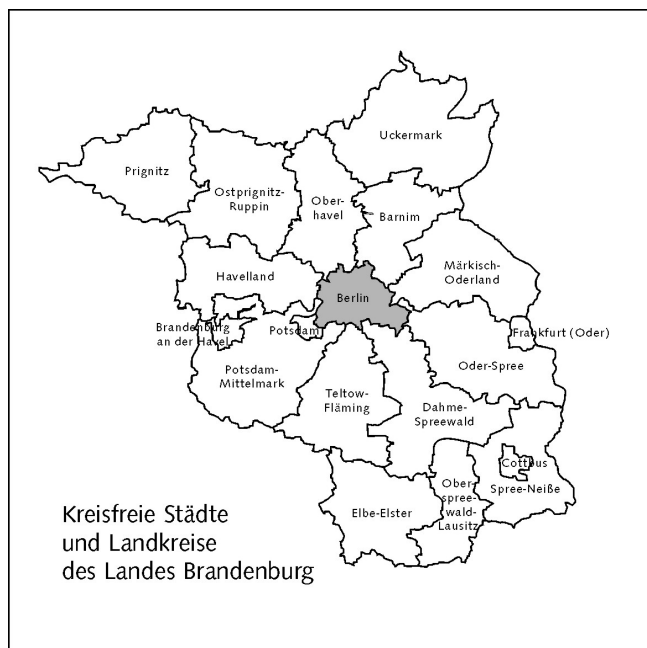 Uckermark
Prignitz
Ostprignitz-
Ruppin
Ober-
havel
Barnim
Havelland
Märkisch-
Oderland
Berlin
Brandenburg
an der Havel
Potsdam
Frankfurt (Oder)
Potsdam-
Mittelmark
Oder-Spree
Teltow-
Fläming
Dahme-
Spreewald
Cottbus
Spree-Neiße
Elbe-Elster
Ober
spree-
wald-
Lausitz
Kreisfreie Städte
und Landkreise
des Landes Brandenburg